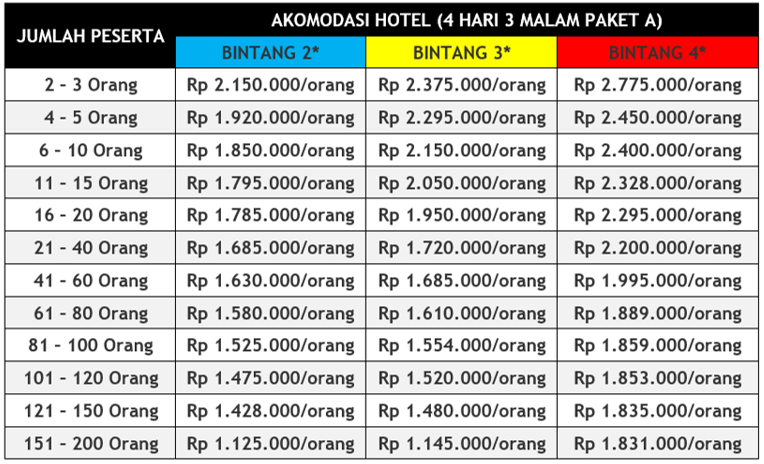 JUMLAH PESERTA
AKOMODASI HOTEL (4 HARI 3 MALAM PAKET A)
BINTANG 2* BINTANG 3* BINTANG 4*
2 – 3 Orang Rp 2.150.000/orang Rp 2.375.000/orang Rp 2.775.000/orang
4 – 5 Orang Rp 1.920.000/orang Rp 2.295.000/orang Rp 2.450.000/orang
6 – 10 Orang Rp 1.850.000/orang Rp 2.150.000/orang Rp 2.400.000/orang
11 – 15 Orang Rp 1.795.000/orang Rp 2.050.000/orang Rp 2.328.000/orang
16 – 20 Orang Rp 1.785.000/orang Rp 1.950.000/orang Rp 2.295.000/orang
21 – 40 Orang Rp 1.685.000/orang Rp 1.720.000/orang Rp 2.200.000/orang
41 – 60 Orang Rp 1.630.000/orang Rp 1.685.000/orang Rp 1.995.000/orang
61 – 80 Orang Rp 1.580.000/orang Rp 1.610.000/orang Rp 1.889.000/orang
81 – 100 Orang Rp 1.525.000/orang Rp 1.554.000/orang Rp 1.859.000/orang
101 – 120 Orang Rp 1.475.000/orang Rp 1.520.000/orang Rp 1.853.000/orang
121 – 150 Orang Rp 1.428.000/orang Rp 1.480.000/orang Rp 1.835.000/orang
151 – 200 Orang Rp 1.125.000/orang Rp 1.145.000/orang Rp 1.831.000/orang